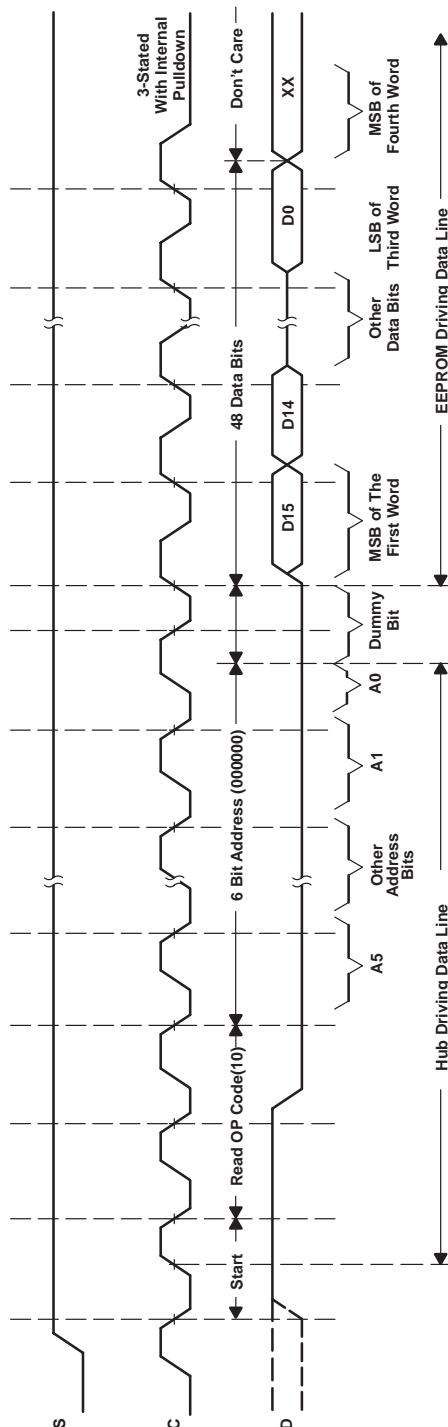 S
C
D
3-Stated
With Internal
Pulldown
Start
Read OP Code(10)
6 Bit Address (000000)
48 Data Bits
Don't Care
D15
D14
D0
XX
A5
Other
Address
Bits
A1
A0
Dummy
Bit
MSB of The
First Word
Other
Data Bits
LSB of
Third Word
MSB of
Fourth Word
Hub Driving Data Line
EEPROM Driving Data Line